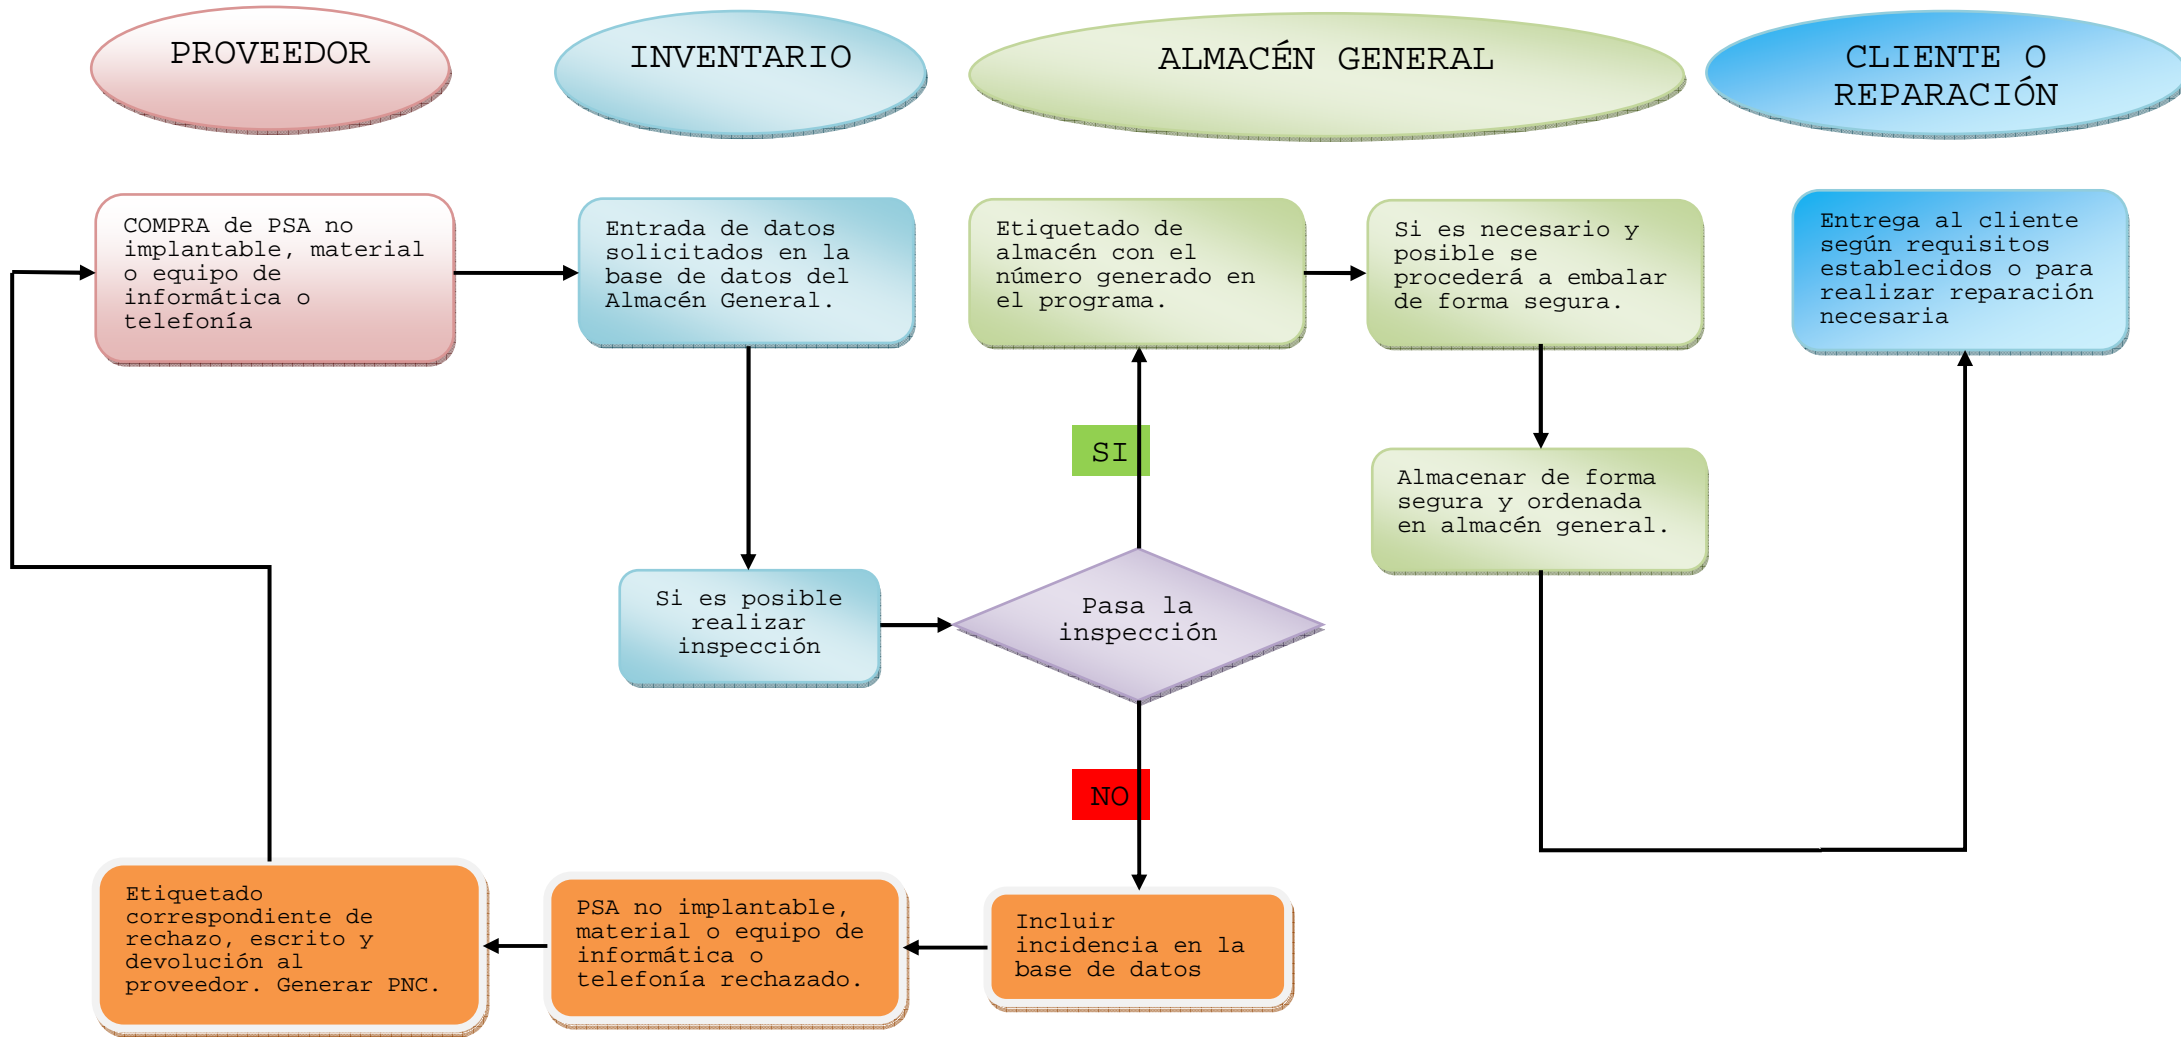 PROVEEDOR
INVENTARIO
ALMACÉN GENERAL
CLIENTE O
REPARACIÓN
COMPRA de PSA no
implantable, material
o equipo de
informática o
telefonía
Entrada de datos
solicitados en la
base de datos del
Almacén General.
Etiquetado de
almacén con el
número generado en
el programa.
Si es necesario y
posible se
procederá a embalar
de forma segura.
Entrega al cliente
según requisitos
establecidos o para
realizar reparación
necesaria
SI
Almacenar de forma
segura y ordenada
en almacén general.
Si es posible
realizar
inspección
Pasa la
inspección
NO
Etiquetado
correspondiente de
rechazo, escrito y
devolución al
proveedor. Generar PNC.
PSA no implantable,
material o equipo de
informática o
telefonía rechazado.
Incluir
incidencia en la
base de datos